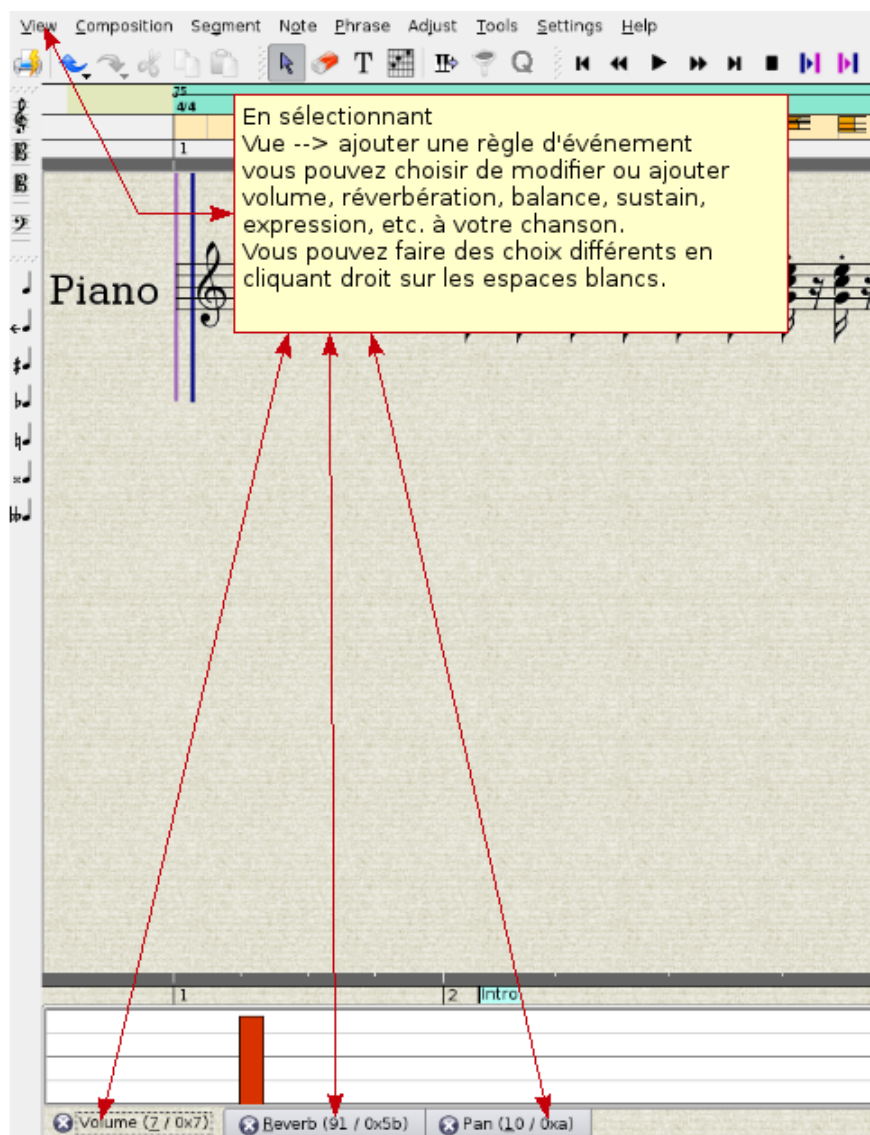 View Composition Segment Note Phrase Adjust Tools Settings Help
T Q
75
4/4
1
En sélectionnant
Vue --> ajouter une règle d'événement
vous pouvez choisir de modifier ou ajouter
volume, réverbération, balance, sustain,
expression, etc. à votre chanson.
Vous pouvez faire des choix différents en
cliquant droit sur les espaces blancs.
Piano
1 2 Intro
Volume (7 / 0x7) Reverb (91 / 0x5b) Pan (10 / 0xa)